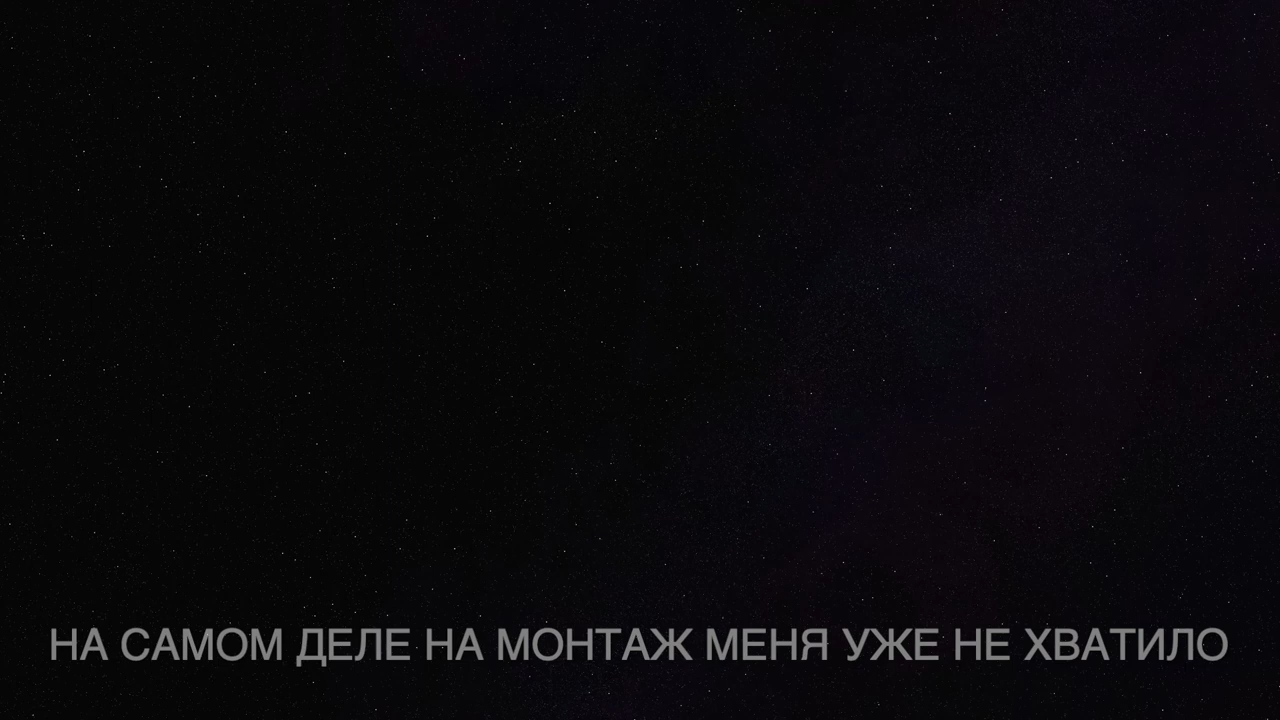 НА САМОМ ДЕЛЕ НА МОНТАЖ МЕНЯ УЖЕ НЕ ХВАТИЛО